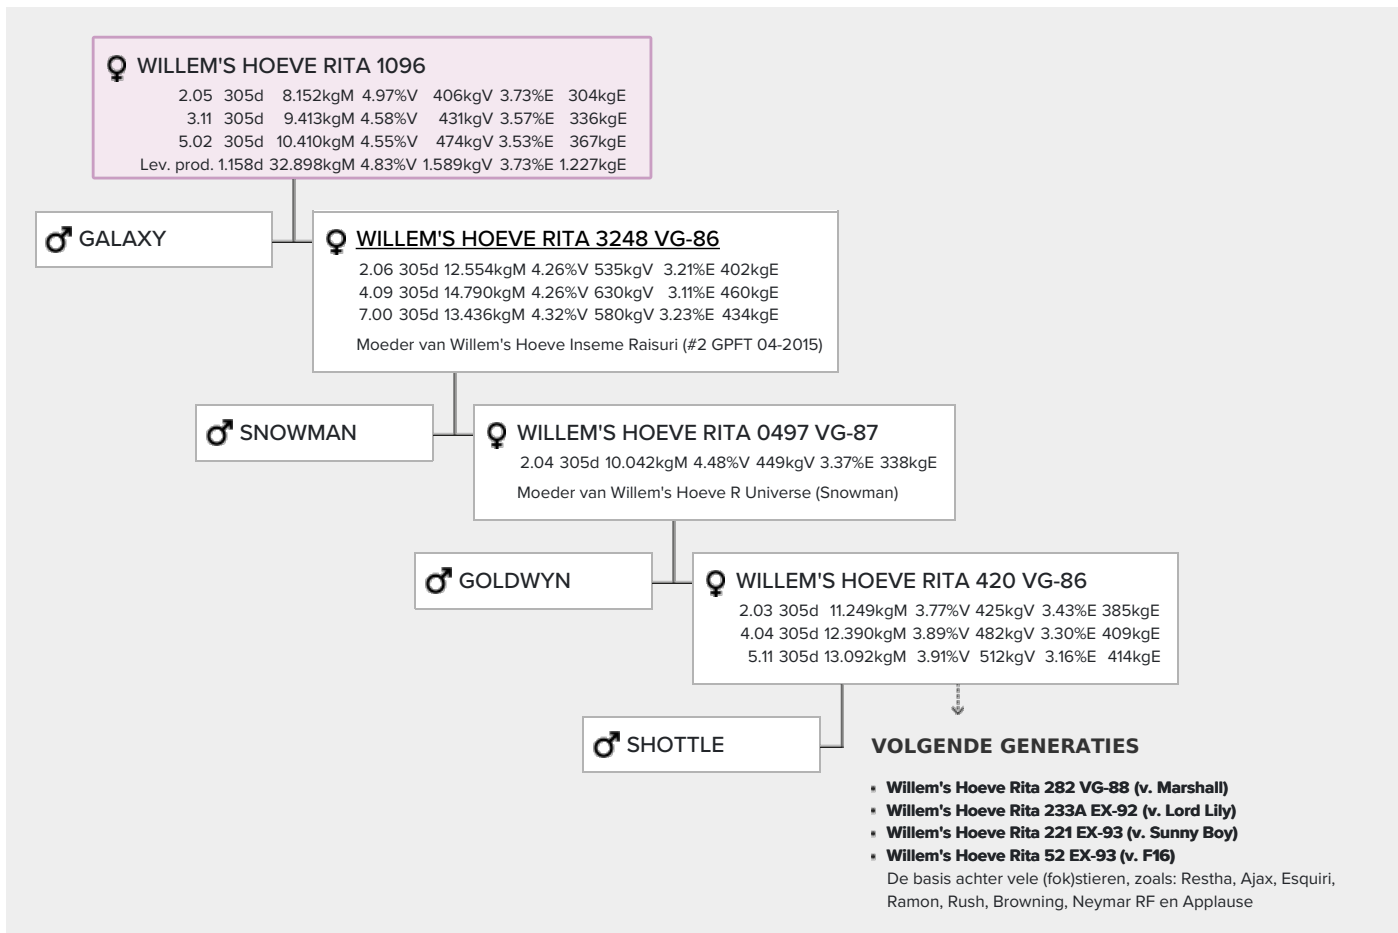 WILLEM'S HOEVE RITA 1096
2.05 305d 8.152kgM 4.97%V 406kgV 3.73%E 304kgE
3.11 305d 9.413kgM 4.58%V 431kgV 3.57%E 336kgE
5.02 305d 10.410kgM 4.55%V 474kgV 3.53%E 367kgE
Lev. prod. 1.158d 32.898kgM 4.83%V 1.589kgV 3.73%E 1.227kgE
GALAXY
WILLEM'S HOEVE RITA 3248 VG-86
2.06 305d 12.554kgM 4.26%V 535kgV 3.21%E 402kgE
4.09 305d 14.790kgM 4.26%V 630kgV 3.11%E 460kgE
7.00 305d 13.436kgM 4.32%V 580kgV 3.23%E 434kgE
Moeder van Willem's Hoeve Inseme Raisuri (#2 GPFT 04-2015)
SNOWMAN
WILLEM'S HOEVE RITA 0497 VG-87
2.04 305d 10.042kgM 4.48%V 449kgV 3.37%E 338kgE
Moeder van Willem's Hoeve R Universe (Snowman)
GOLDWYN
WILLEM'S HOEVE RITA 420 VG-86
2.03 305d 11.249kgM 3.77%V 425kgV 3.43%E 385kgE
4.04 305d 12.390kgM 3.89%V 482kgV 3.30%E 409kgE
5.11 305d 13.092kgM 3.91%V 512kgV 3.16%E 414kgE
SHOTTLE
VOLGENDE GENERATIES
Willem's Hoeve Rita 282 VG-88 (v. Marshall)
Willem's Hoeve Rita 233A EX-92 (v. Lord Lily)
Willem's Hoeve Rita 221 EX-93 (v. Sunny Boy)
Willem's Hoeve Rita 52 EX-93 (v. F16)
De basis achter vele (fok)stieren, zoals: Restha, Ajax, Esquiri,
Ramon, Rush, Browning, Neymar RF en Applause